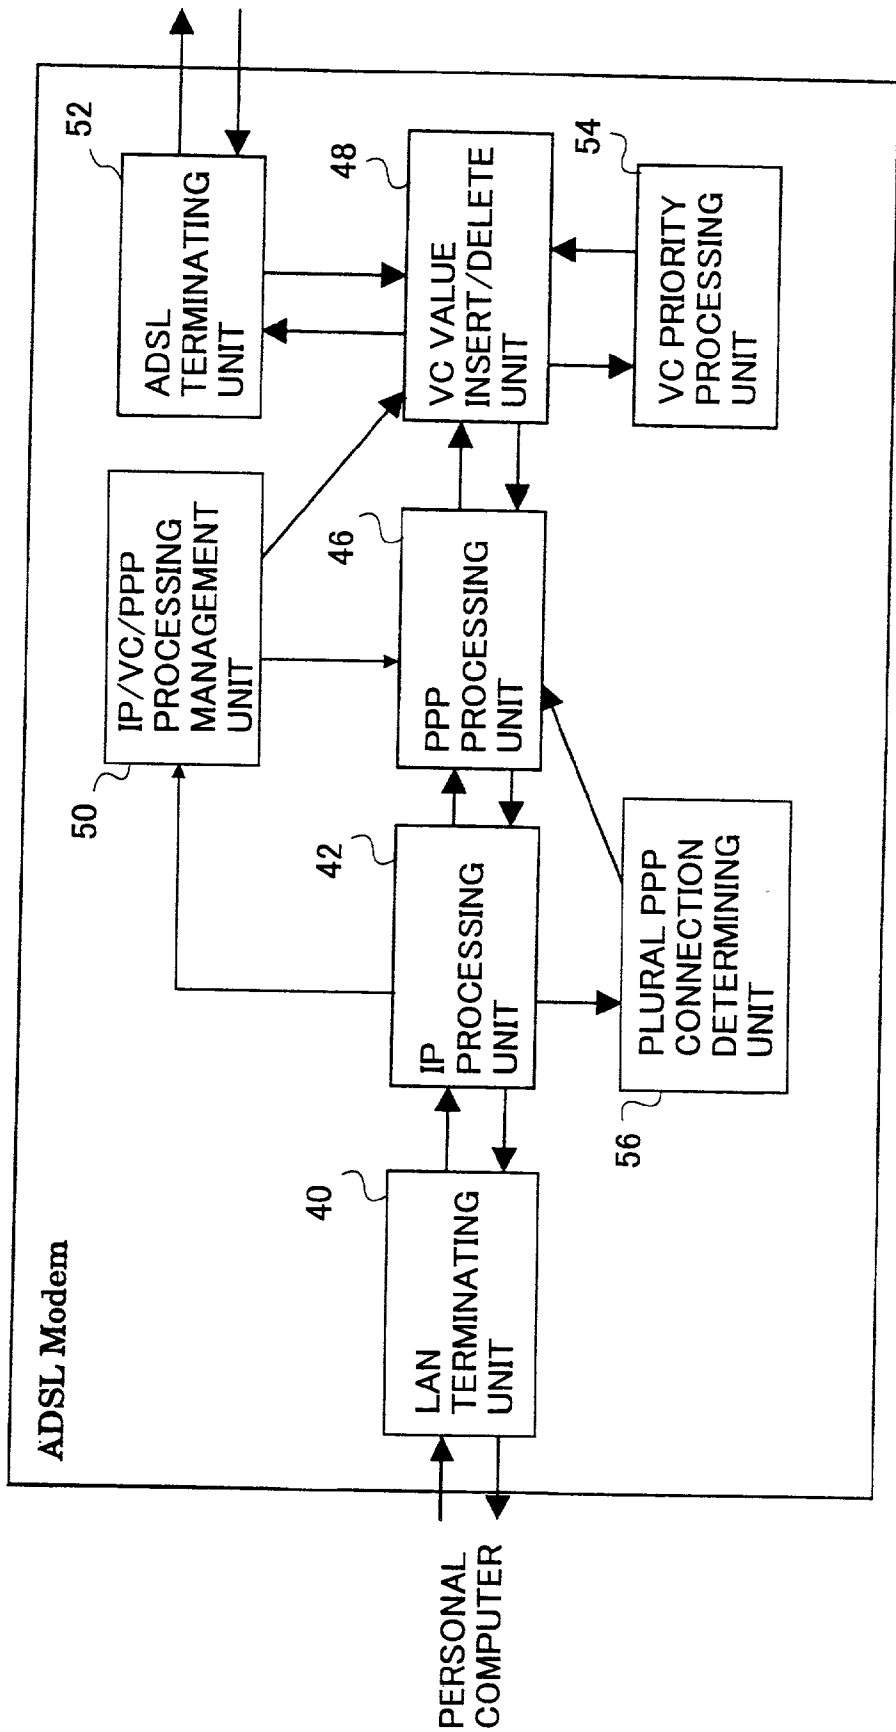 ADSL Modem
PERSONAL
COMPUTER
40
LAN
TERMINATING
UNIT
42
IP
PROCESSING
UNIT
46
PPP
PROCESSING
UNIT
48
VC VALUE
INSERT/DELETE
UNIT
50
IP/VC/PPP
PROCESSING
MANAGEMENT
UNIT
52
ADSL
TERMINATING
UNIT
56
PLURAL PPP
CONNECTION
DETERMINING
UNIT
54
VC PRIORITY
PROCESSING
UNIT